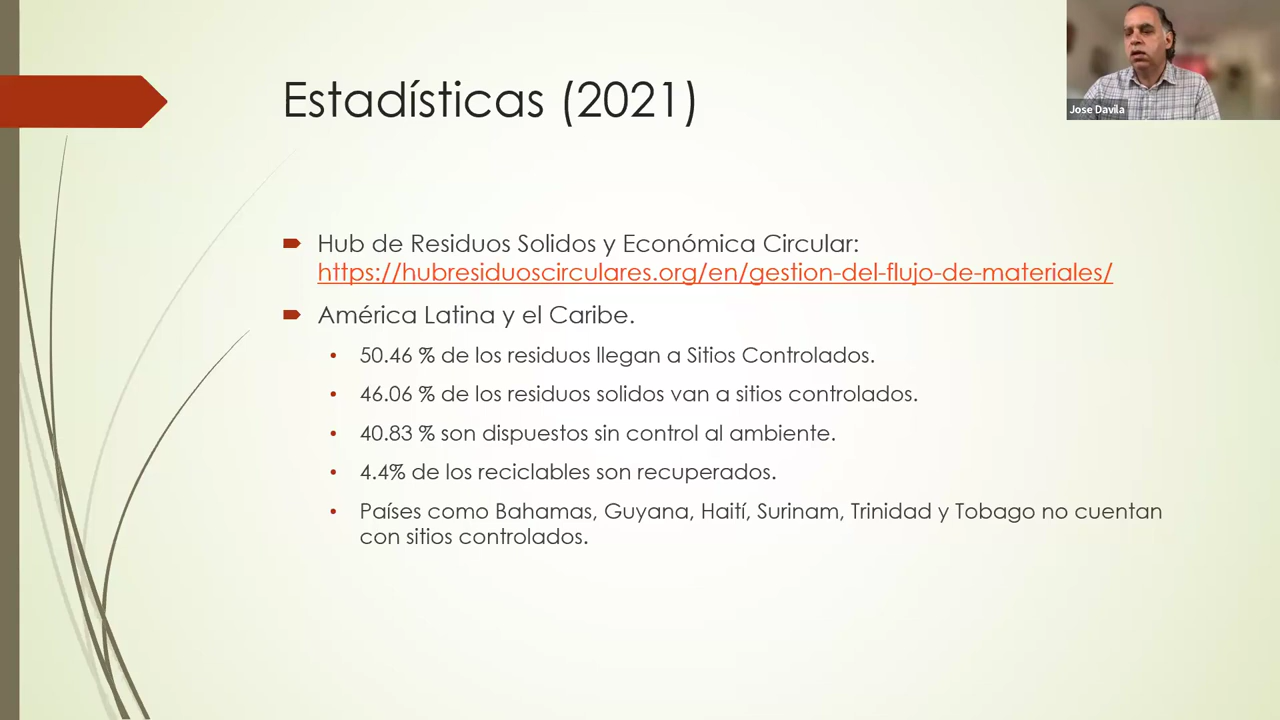 Jose Davila
Estadísticas (2021)
Hub de Residuos Solidos y Económica Circular:
https://hubresiduoscirculares.org/en/gestion-del-flujo-de-materiales/
América Latina y el Caribe.
50.46 % de los residuos llegan a Sitios Controlados.
46.06 % de los residuos solidos van a sitios controlados.
40.83 % son dispuestos sin control al ambiente.
4.4% de los reciclables son recuperados.
Países como Bahamas, Guyana, Haití, Surinam, Trinidad y Tobago no cuentan
con sitios controlados.